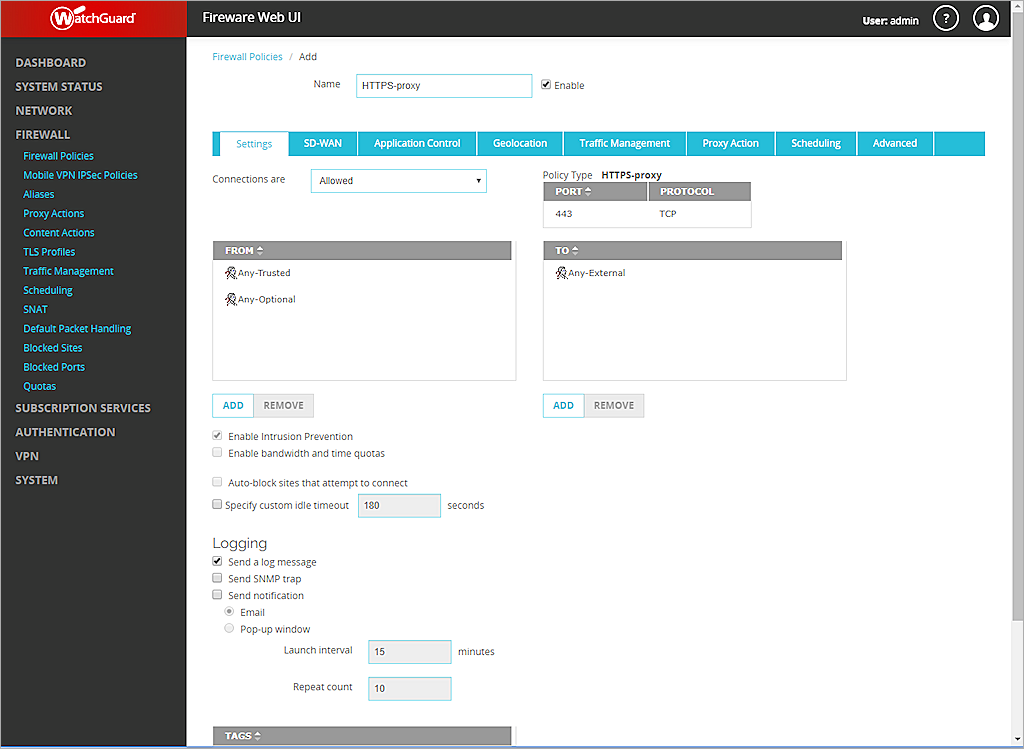 WatchGuard
Fireware Web UI
User: admin
?
DASHBOARD
SYSTEM STATUS
NETWORK
FIREWALL
Firewall Policies
Mobile VPN IPSec Policies
Aliases
Proxy Actions
Content Actions
TLS Profiles
Traffic Management
Scheduling
SNAT
Default Packet Handling
Blocked Sites
Blocked Ports
Quotas
SUBSCRIPTION SERVICES
AUTHENTICATION
VPN
SYSTEM
Firewall Policies / Add
Name HTTPS-proxy Enable
Settings SD-WAN Application Control Geolocation Traffic Management Proxy Action Scheduling Advanced
Connections are Allowed
Policy Type HTTPS-proxy
PORT PROTOCOL
443 TCP
FROM
Any-Trusted
Any-Optional
ADD REMOVE
TO
Any-External
ADD REMOVE
Enable Intrusion Prevention
Enable bandwidth and time quotas
Auto-block sites that attempt to connect
Specify custom idle timeout 180 seconds
Logging
Send a log message
Send SNMP trap
Send notification
Email
Pop-up window
Launch interval 15 minutes
Repeat count 10
TAGS